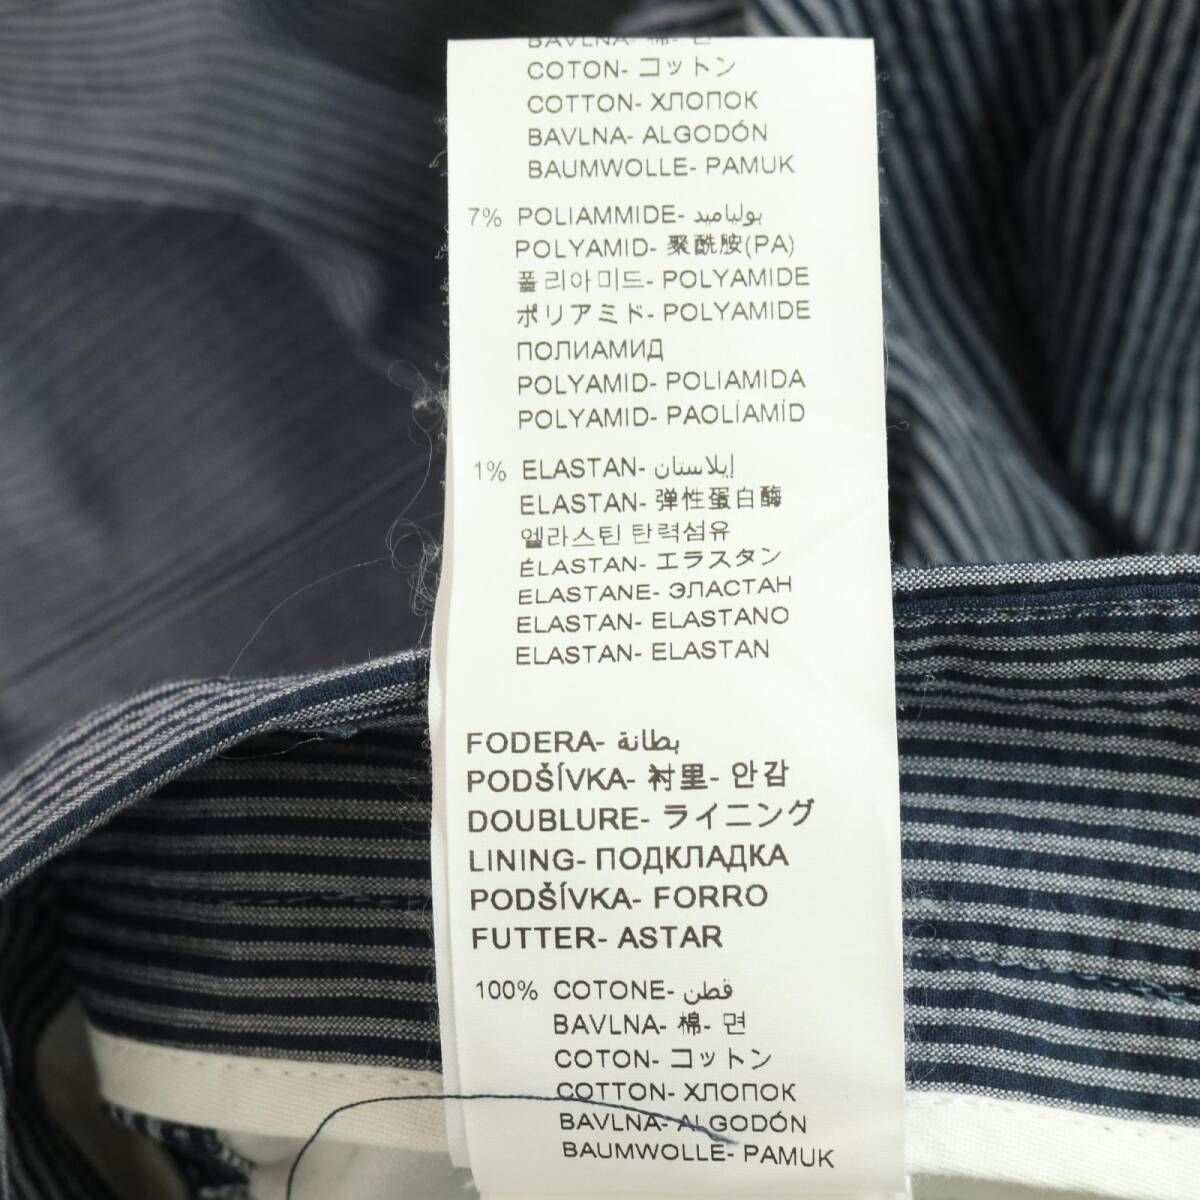 BAVLNA- 棉- 면
COTON- コットン
COTTON- ХЛОПОК
BAVLNA- ALGODÓN
BAUMWOLLE- PAMUK
7% POLIAMMIDE- بولياميد
POLYAMID- 聚酰胺(PA)
폴리아미드- POLYAMIDE
ポリアミド- POLYAMIDE
ПОЛИАМИД
POLYAMID- POLIAMIDA
POLYAMID- PAOLİAMİD
1% ELASTAN- إيلاستان
ELASTAN- 弹性蛋白酶
엘라스틴 탄력섬유
ÉLASTAN- エラスタン
ELASTANE- ЭЛАСТАН
ELASTAN- ELASTANO
ELASTAN- ELASTAN
FODERA- بطانة
PODŠÍVKA- 衬里- 안감
DOUBLURE- ライニング
LINING- ПОДКЛАДКА
PODŠÍVKA- FORRO
FUTTER- ASTAR
100% COTONE- قطن
BAVLNA- 棉- 면
COTON- コットン
COTTON- ХЛОПОК
BAVLNA- ALGODÓN
BAUMWOLLE- PAMUK